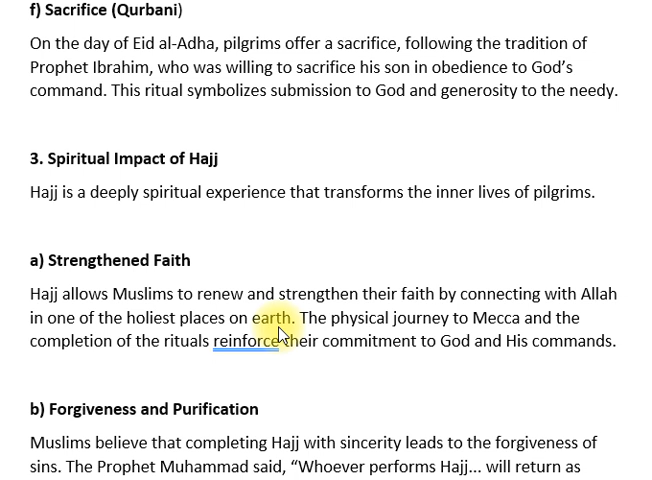 f) Sacrifice (Qurbani)
On the day of Eid al-Adha, pilgrims offer a sacrifice, following the tradition of
Prophet Ibrahim, who was willing to sacrifice his son in obedience to God’s
command. This ritual symbolizes submission to God and generosity to the needy.
3. Spiritual Impact of Hajj
Hajj is a deeply spiritual experience that transforms the inner lives of pilgrims.
a) Strengthened Faith
Hajj allows Muslims to renew and strengthen their faith by connecting with Allah
in one of the holiest places on earth. The physical journey to Mecca and the
completion of the rituals reinforce their commitment to God and His commands.
b) Forgiveness and Purification
Muslims believe that completing Hajj with sincerity leads to the forgiveness of
sins. The Prophet Muhammad said, “Whoever performs Hajj... will return as